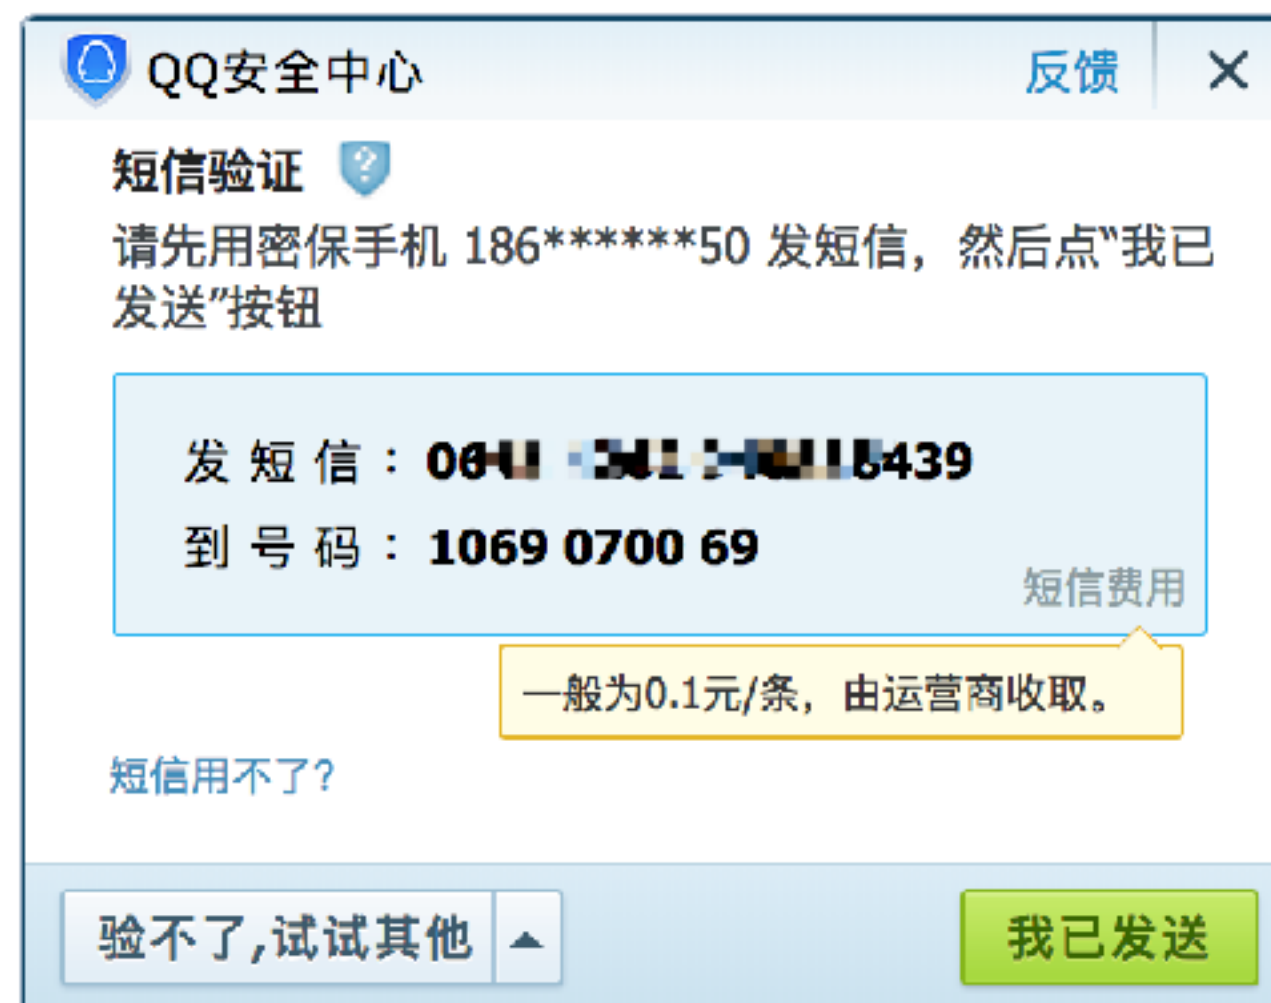 QQ安全中心 反馈
短信验证
请先用密保手机 186******50 发短信，然后点“我已
发送”按钮
发 短 信 ： 06 439
到 号 码 ： 1069 0700 69
短信费用
一般为0.1元/条，由运营商收取。
短信用不了?
验不了,试试其他 我已发送